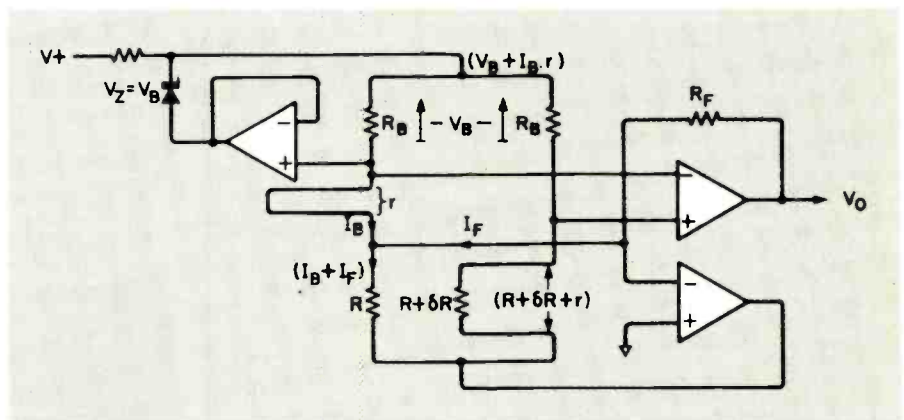 V+
(V_B + I_B.r)
V_Z = V_B
R_B
- V_B -
R_B
R_F
-
+
-
+
V_O
} r
I_B
I_F
(I_B + I_F)
R
R + δR
(R + δR + r)
-
+